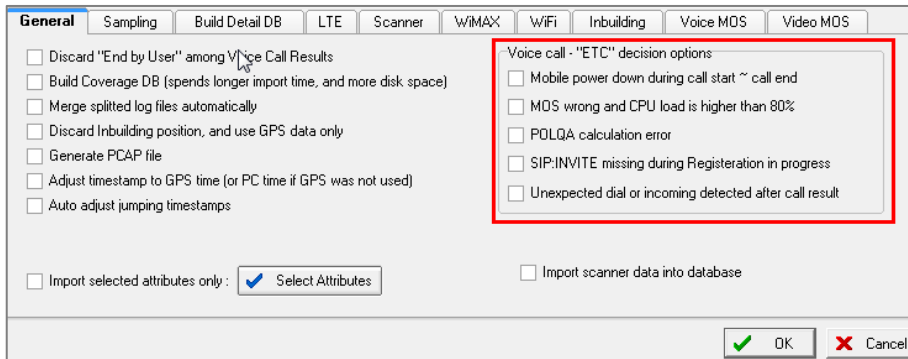 General Sampling Build Detail DB LTE Scanner WiMAX WiFi Inbuilding Voice MOS Video MOS
Discard "End by User" among Voice Call Results
Build Coverage DB (spends longer import time, and more disk space)
Merge splitted log files automatically
Discard Inbuilding position, and use GPS data only
Generate PCAP file
Adjust timestamp to GPS time (or PC time if GPS was not used)
Auto adjust jumping timestamps
Voice call - "ETC" decision options
Mobile power down during call start ~ call end
MOS wrong and CPU load is higher than 80%
POLQA calculation error
SIP:INVITE missing during Registeration in progress
Unexpected dial or incoming detected after call result
Import selected attributes only : Select Attributes
Import scanner data into database
OK Cancel